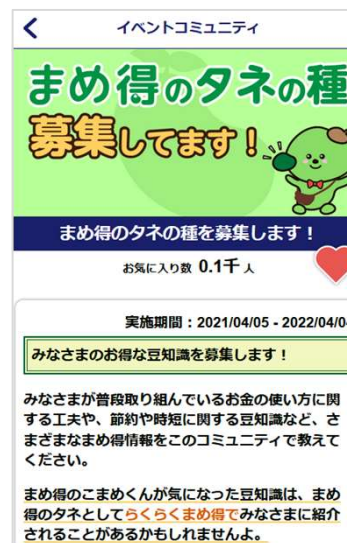 イベントコミュニティ
まめ得のタネの種
募集してます！
まめ得のタネの種を募集します！
お気に入り数 0.1千 人
実施期間：2021/04/05 - 2022/04/04
みなさまのお得な豆知識を募集します！
みなさまが普段取り組んでいるお金の使い方に関
する工夫や、節約や時短に関する豆知識など、さ
まざまなまめ得情報をこのコミュニティで教えて
ください。
まめ得のこまめくんが気になった豆知識は、まめ
得のタネとしてらくらくまめ得でみなさまに紹介
されることがあるかもしれませんよ。